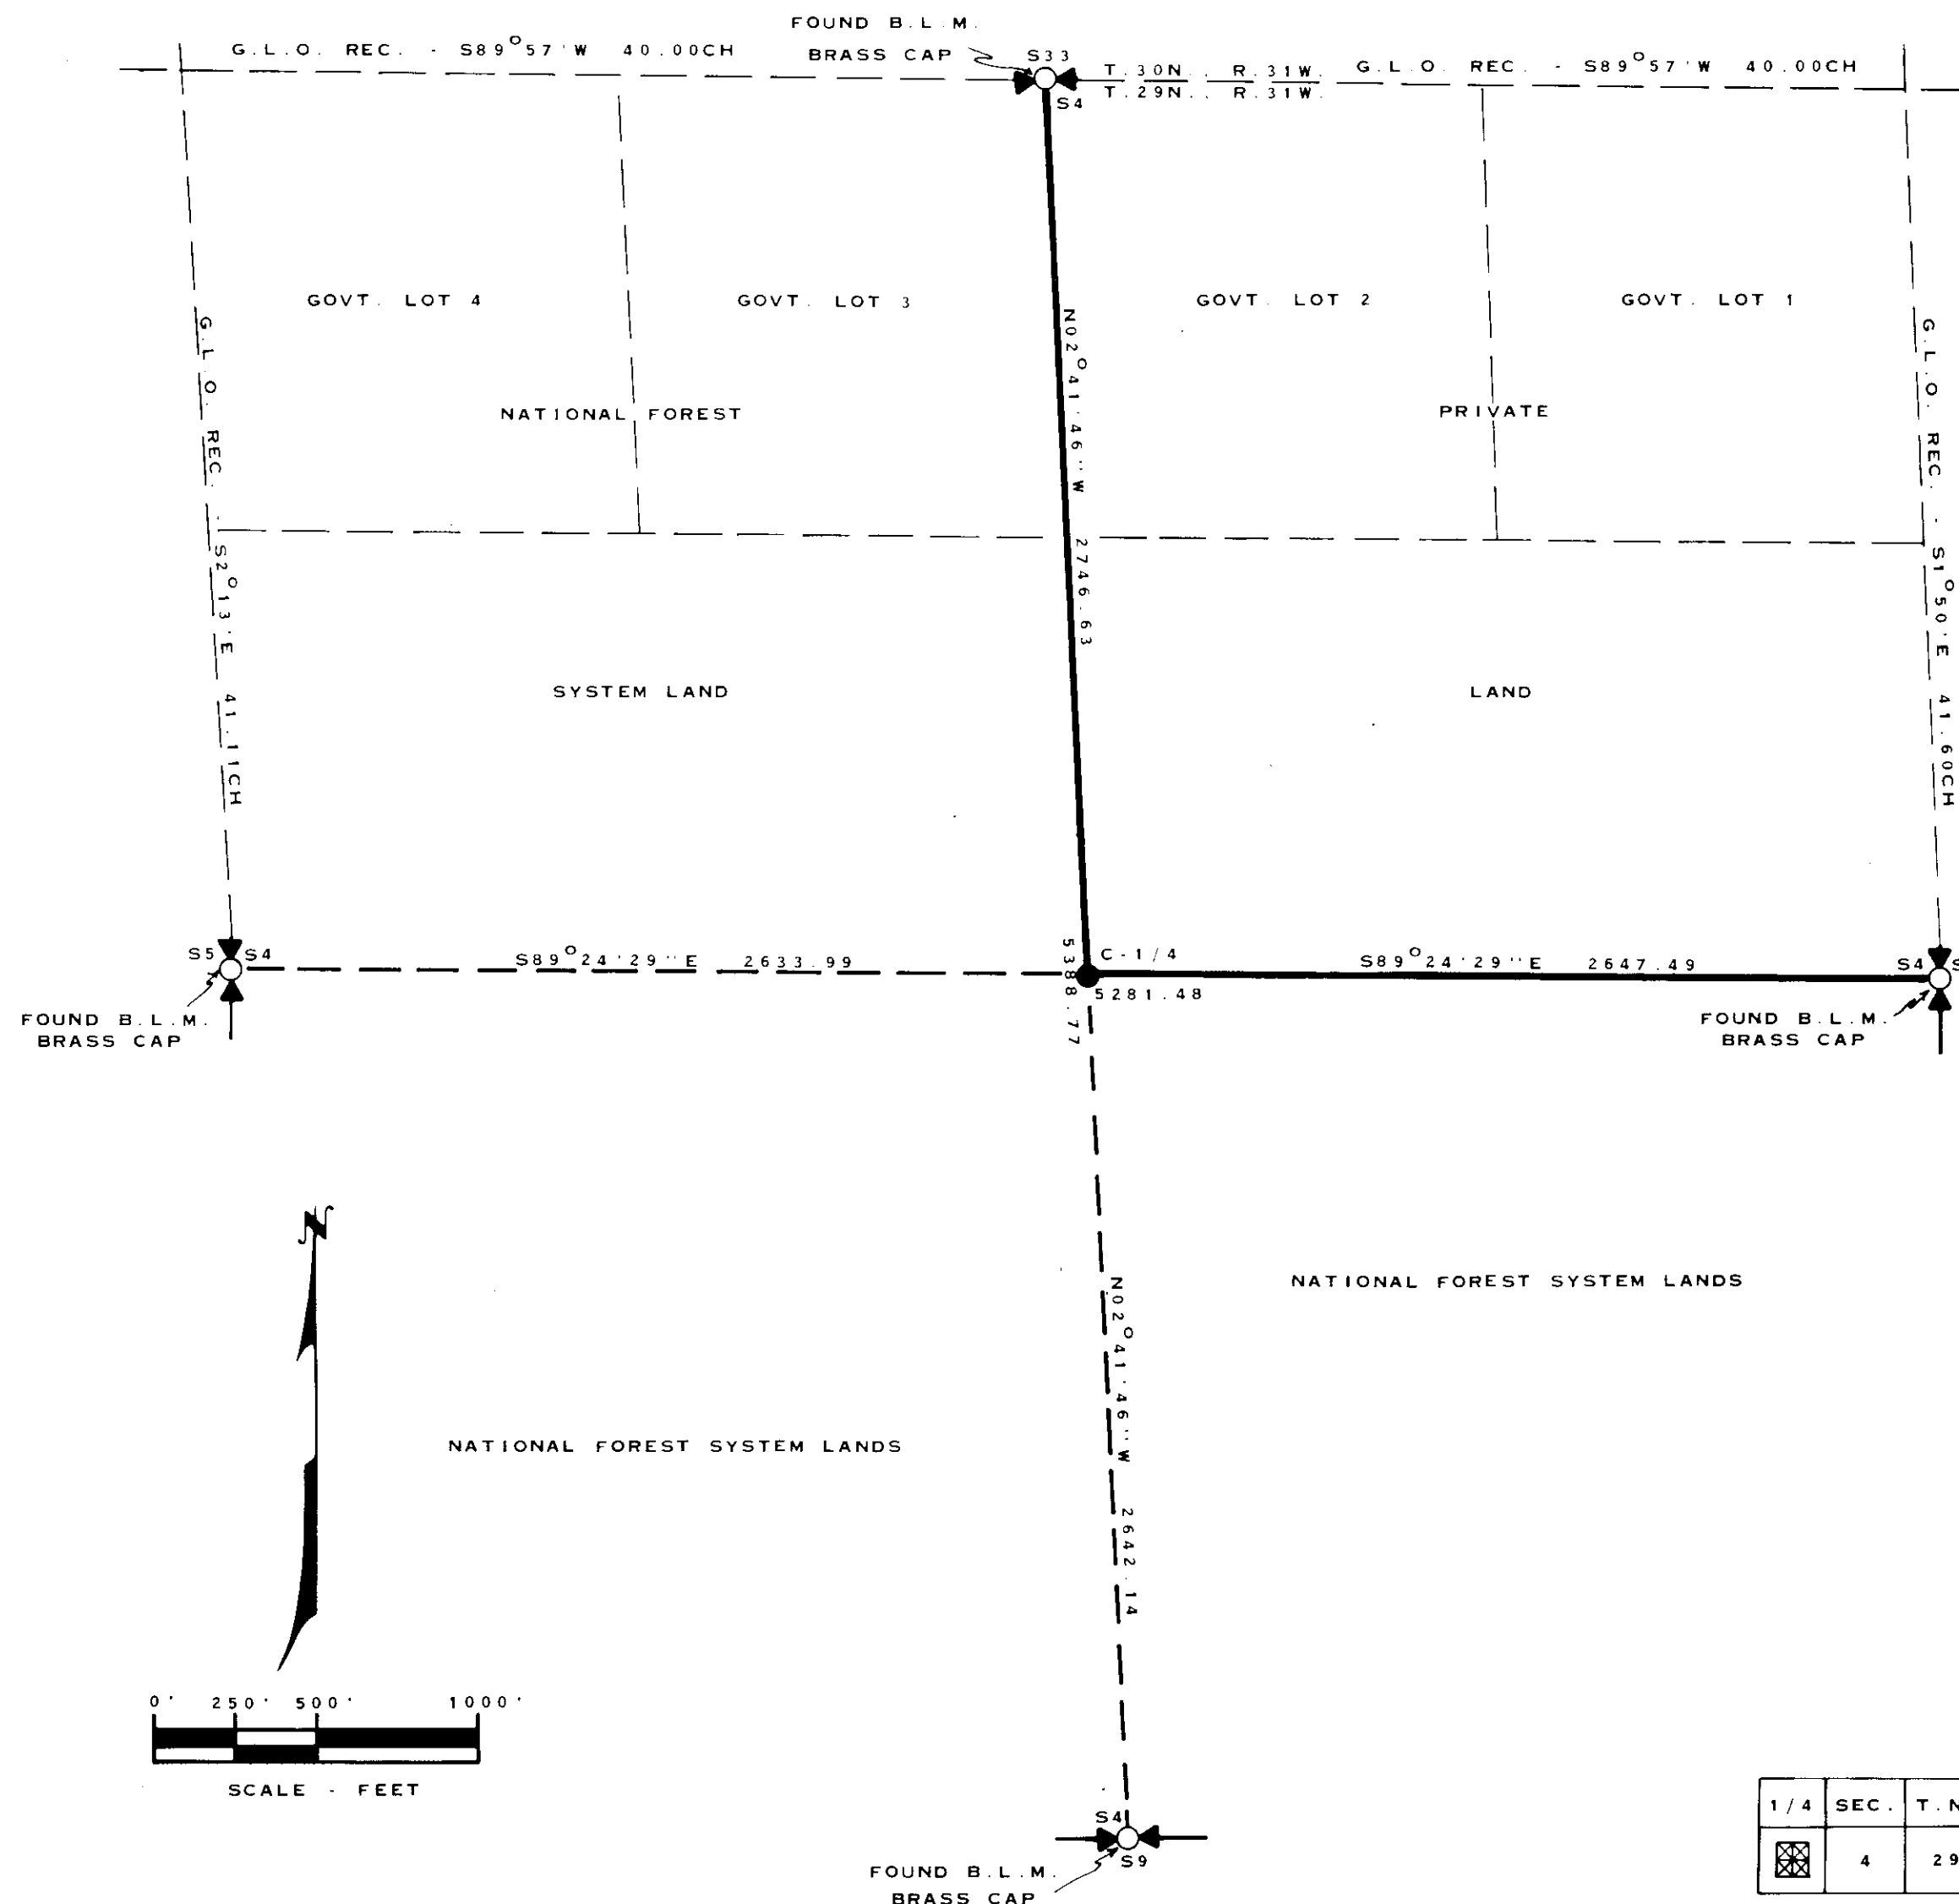 FOUND B.L.M.
BRASS CAP
G.L.O. REC. - S89°57'W 40.00CH
S33
T.30N., R.31W.
G.L.O. REC. - S89°57'W 40.00CH
S4
T.29N., R.31W.
GOVT. LOT 4
GOVT. LOT 3
GOVT. LOT 2
GOVT. LOT 1
G.L.O. REC. - S2°13'E 41.11CH
N02°41'46"W 2746.63
G.L.O. REC. - S1°50'E 41.60CH
NATIONAL FOREST
PRIVATE
SYSTEM LAND
LAND
S5 S4
S89°24'29"E 2633.99
5388.77
C-1/4
S89°24'29"E 2647.49
S4
5281.48
FOUND B.L.M.
BRASS CAP
FOUND B.L.M.
BRASS CAP
N
N02°41'46"W 2642.14
NATIONAL FOREST SYSTEM LANDS
NATIONAL FOREST SYSTEM LANDS
0' 250' 500' 1000'
SCALE - FEET
S4
S9
FOUND B.L.M.
BRASS CAP
1/4 SEC. T.N
4 29